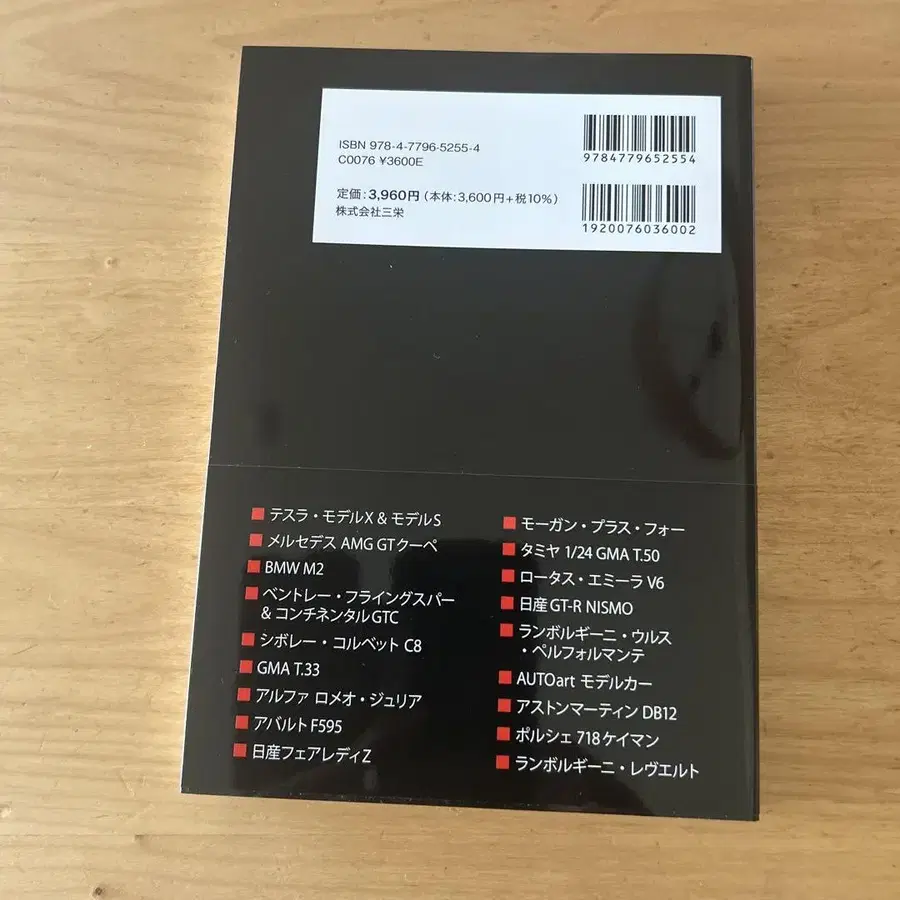 ISBN 978-4-7796-5255-4
C0076 ¥3600E
9784779652554
定価:3,960円(本体:3,600円+税10%)
株式会社三栄
1920076036002
テスラ・モデルX & モデルS
メルセデス AMG GTクーペ
BMW M2
ベントレー・フライングスパー
& コンチネンタルGTC
シボレー・コルベット C8
GMA T.33
アルファ ロメオ・ジュリア
アバルトF595
日産フェアレディZ
モーガン・プラス・フォー
タミヤ 1/24 GMA T.50
ロータス・エミーラ V6
日産GT-R NISMO
ランボルギーニ・ウルス
・ペルフォルマンテ
AUTOart モデルカー
アストンマーティン DB12
ポルシェ 718ケイマン
ランボルギーニ・レヴエルト